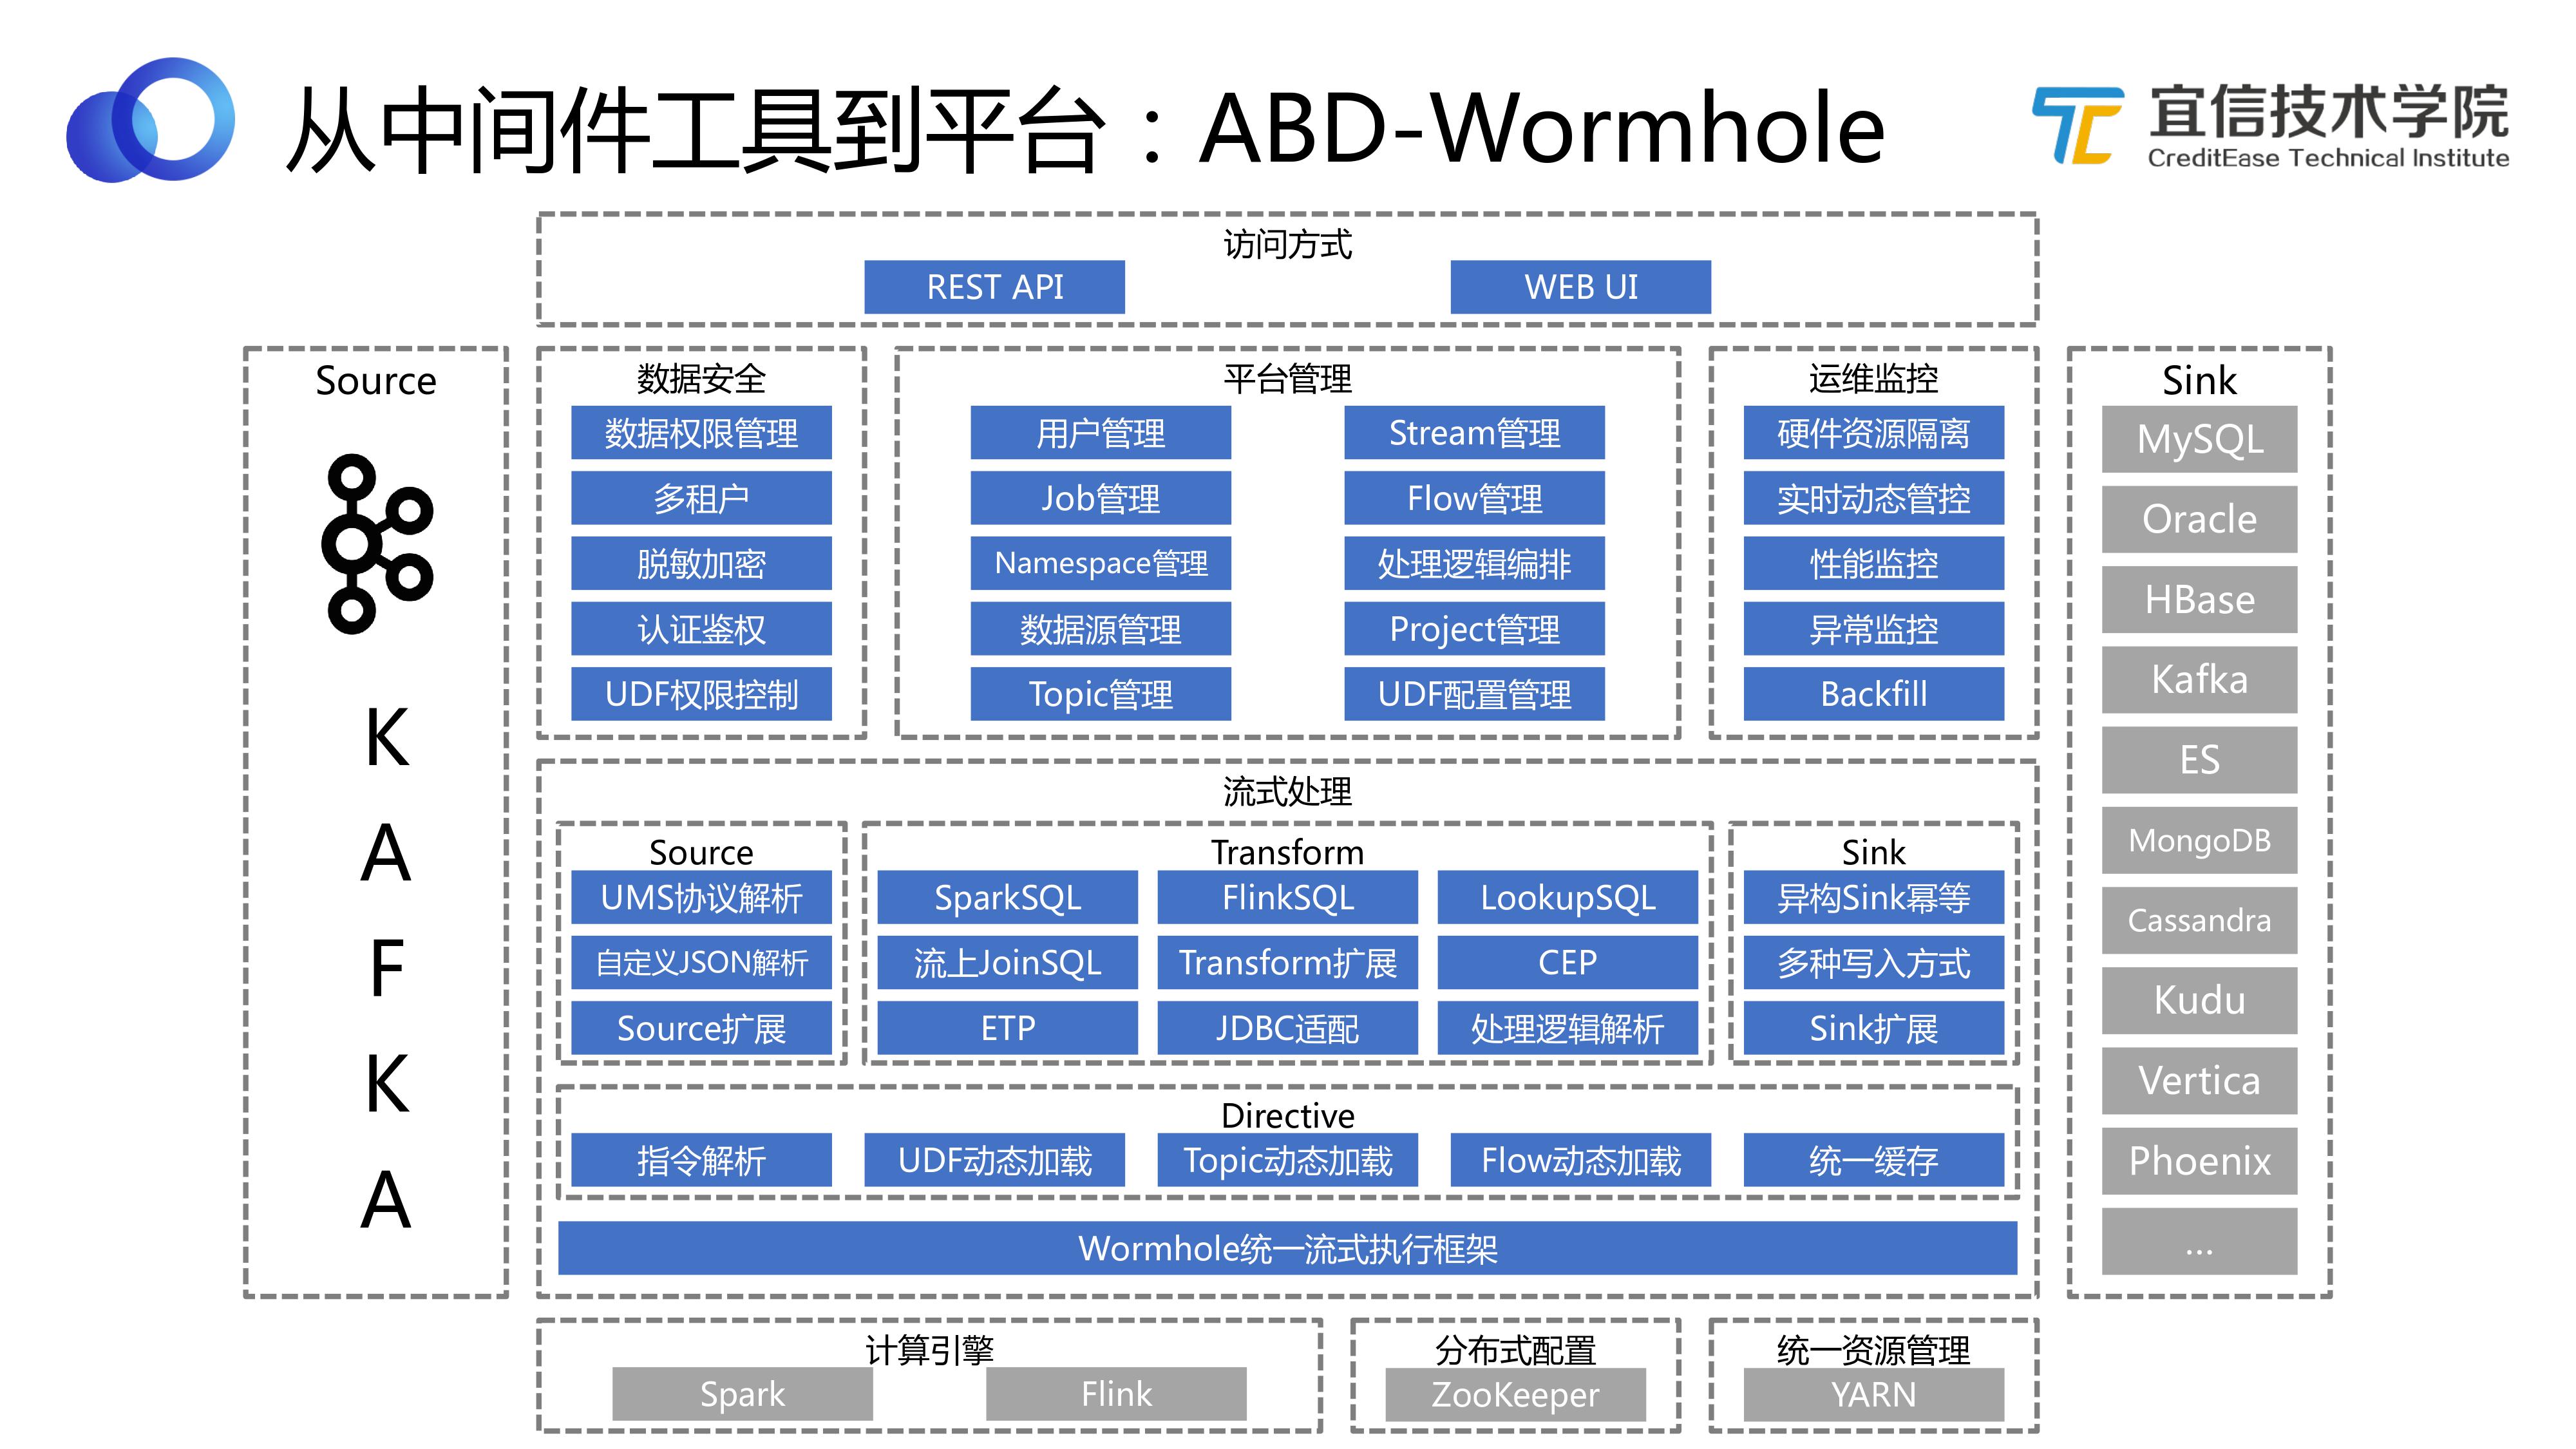 从中间件工具到平台：ABD-Wormhole
宜信技术学院
CreditEase Technical Institute
访问方式
REST API
WEB UI
Source
K
A
F
K
A
数据安全
数据权限管理
多租户
脱敏加密
认证鉴权
UDF权限控制
平台管理
用户管理
Stream管理
Job管理
Flow管理
Namespace管理
处理逻辑编排
数据源管理
Project管理
Topic管理
UDF配置管理
运维监控
硬件资源隔离
实时动态管控
性能监控
异常监控
Backfill
流式处理
Source
UMS协议解析
自定义JSON解析
Source扩展
Transform
SparkSQL
FlinkSQL
LookupSQL
流上JoinSQL
Transform扩展
CEP
ETP
JDBC适配
处理逻辑解析
Sink
异构Sink幂等
多种写入方式
Sink扩展
Directive
指令解析
UDF动态加载
Topic动态加载
Flow动态加载
统一缓存
Wormhole统一流式执行框架
Sink
MySQL
Oracle
HBase
Kafka
ES
MongoDB
Cassandra
Kudu
Vertica
Phoenix
...
计算引擎
Spark
Flink
分布式配置
ZooKeeper
统一资源管理
YARN